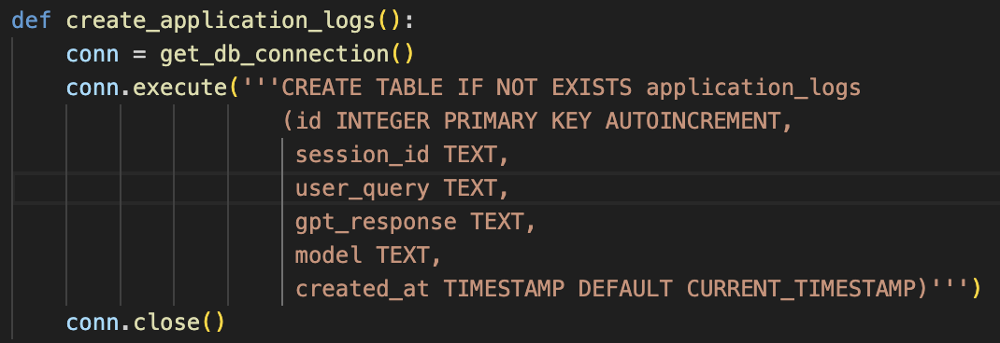 def create_application_logs():
    conn = get_db_connection()
    conn.execute('''CREATE TABLE IF NOT EXISTS application_logs
                    (id INTEGER PRIMARY KEY AUTOINCREMENT,
                     session_id TEXT,
                     user_query TEXT,
                     gpt_response TEXT,
                     model TEXT,
                     created_at TIMESTAMP DEFAULT CURRENT_TIMESTAMP)''')
    conn.close()